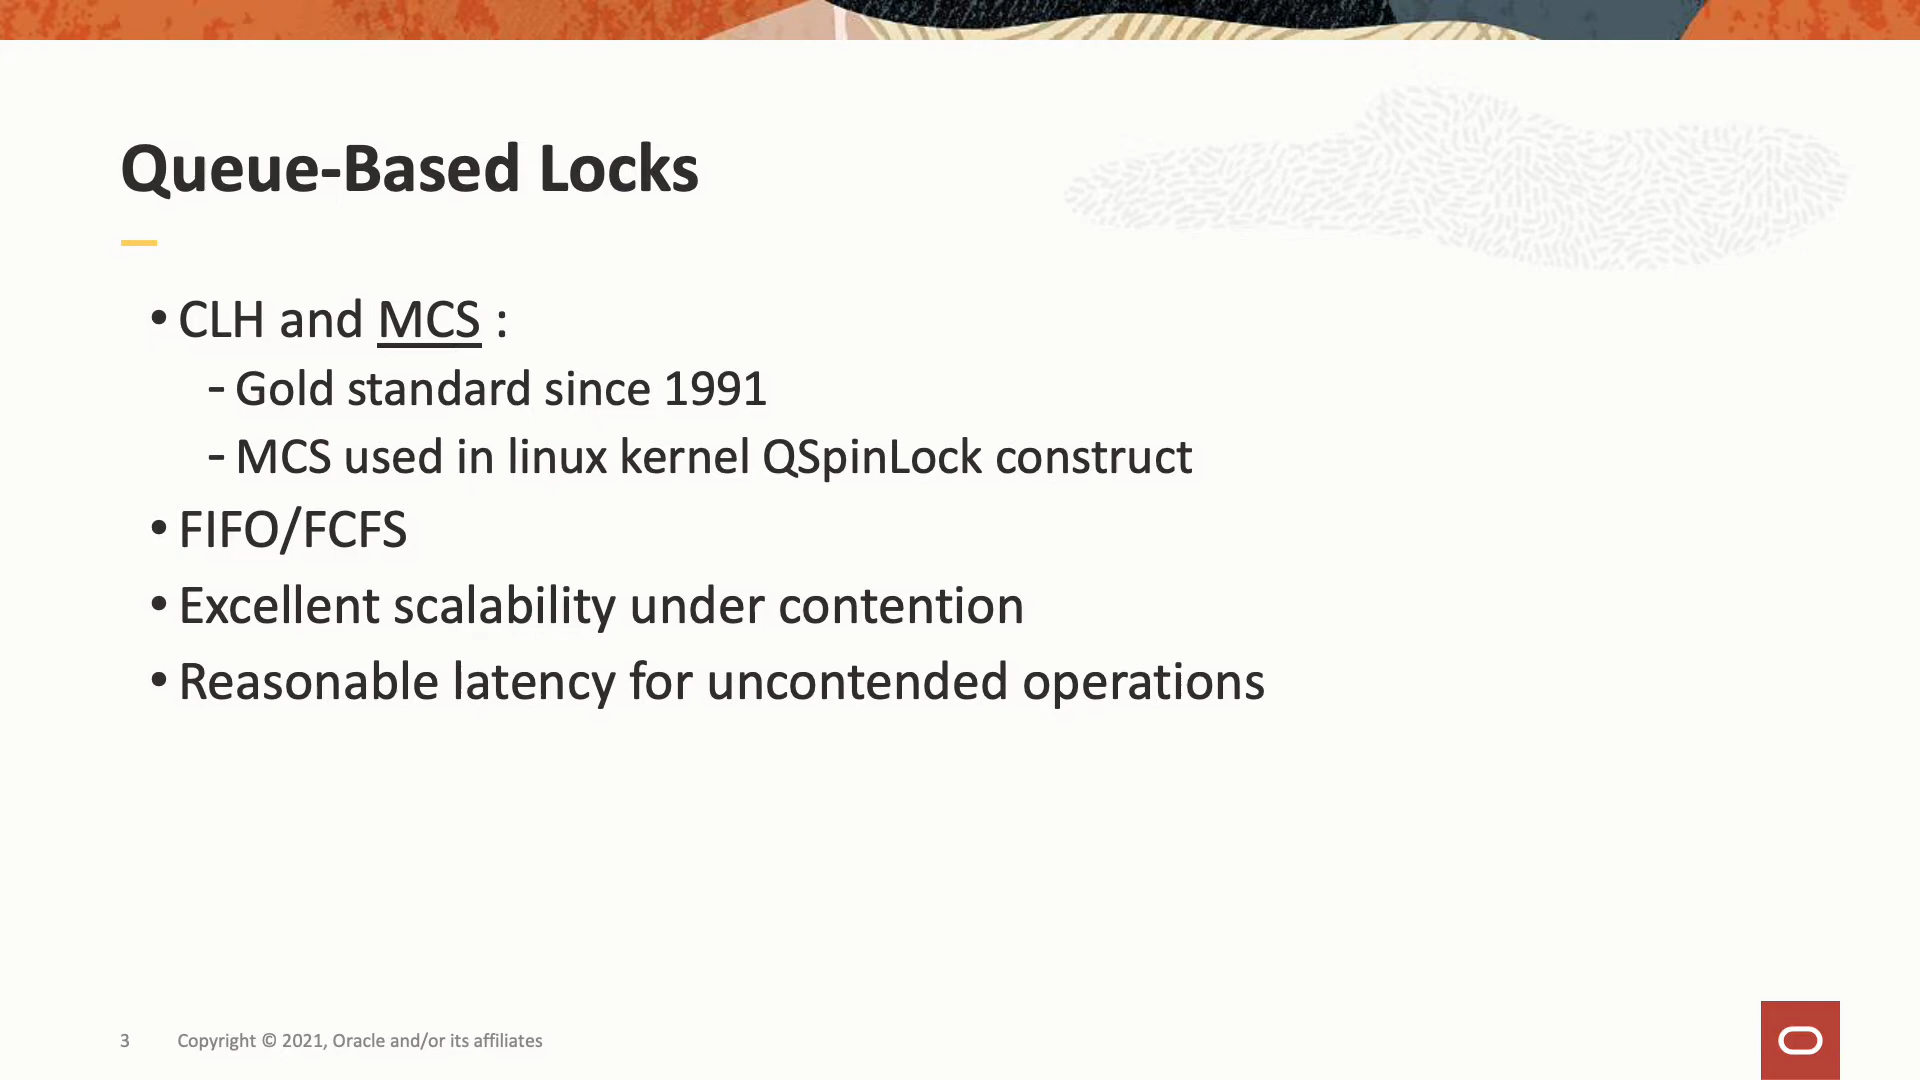 Queue-Based Locks
• CLH and MCS :
- Gold standard since 1991
- MCS used in linux kernel QSpinLock construct
• FIFO/FCFS
• Excellent scalability under contention
• Reasonable latency for uncontended operations
3 Copyright © 2021, Oracle and/or its affiliates